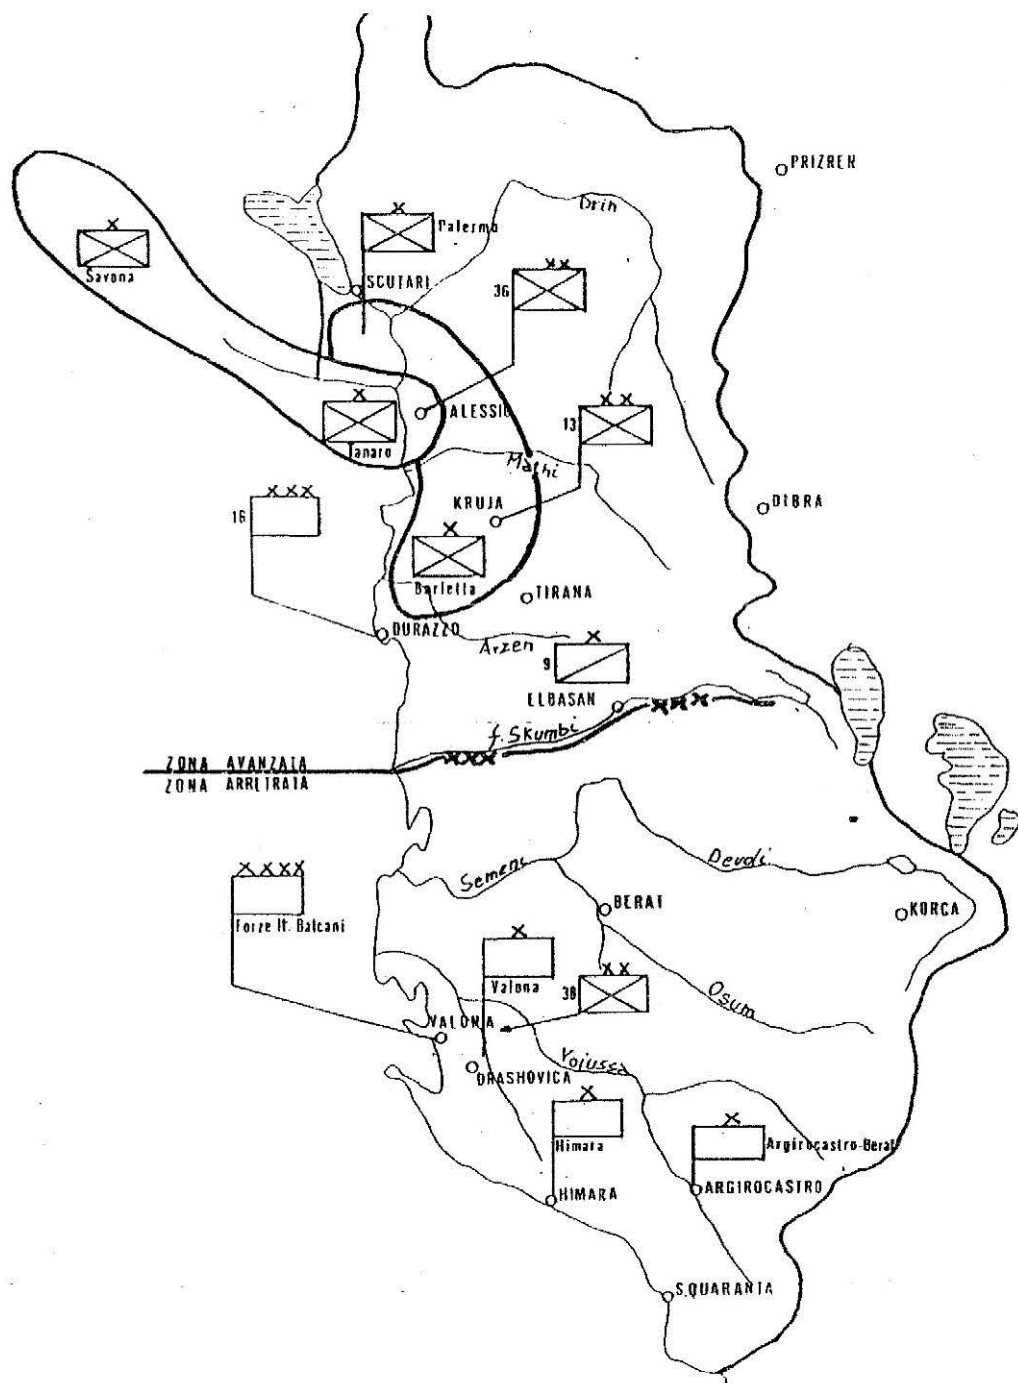 PRIZREN
Drin
Palermo
Savona
SCUTARI
36
ALESSIO
13
Tanaro
Mathi
16
KRUJA
DIBRA
Barletta
TIRANA
DURAZZO
Arzen
9
ELBASAN
f. Skumbi
ZONA AVANZATA
ZONA ARRETRATA
Semeni
Devoli
BERAT
KORCA
Forze It. Balcani
Valona
38
Osum
VALONA
Vojussa
DRASHOVICA
Himara
Argirocastro-Berat
HIMARA
ARGIROCASTRO
S.QUARANTA